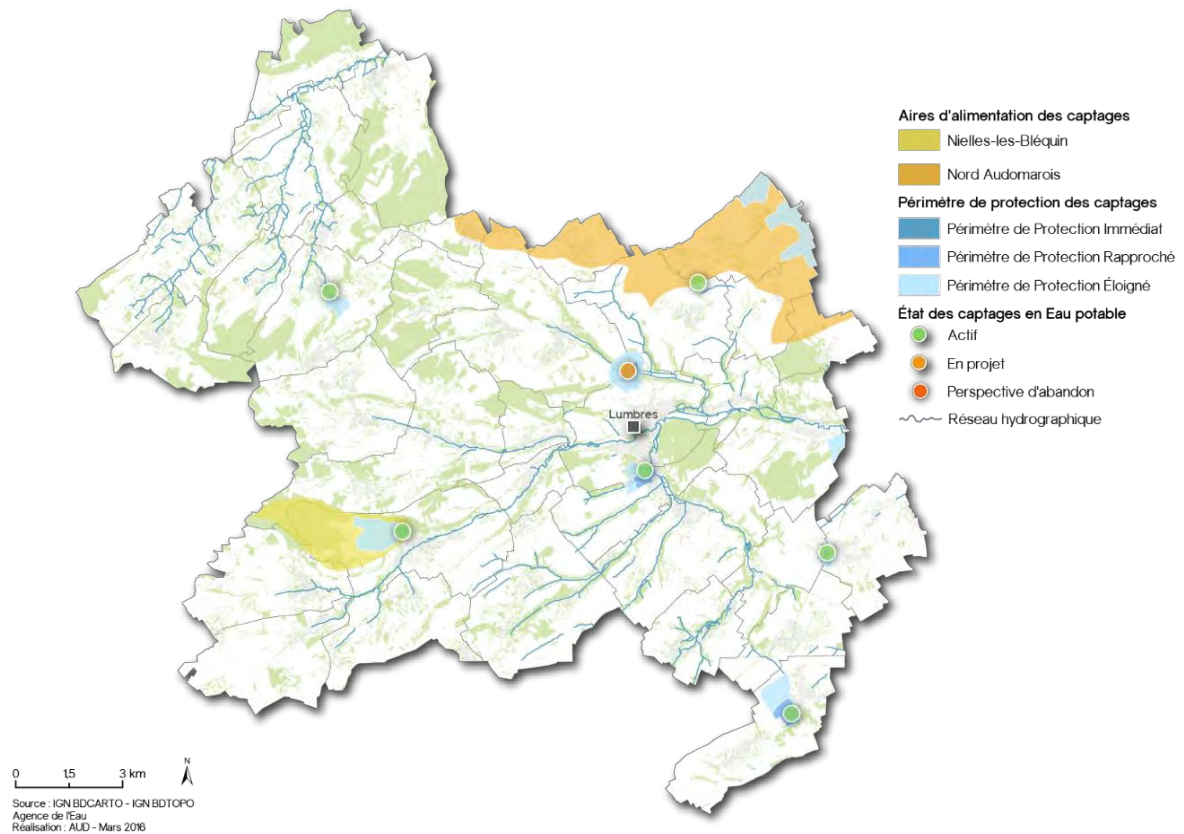 Aires d'alimentation des captages
Nielles-les-Bléquin
Nord Audomarois
Périmètre de protection des captages
Périmètre de Protection Immédiat
Périmètre de Protection Rapproché
Périmètre de Protection Éloigné
État des captages en Eau potable
Actif
En projet
Perspective d'abandon
Réseau hydrographique
Lumbres
0 1,5 3 km
N
Source : IGN BDCARTO - IGN BDTOPO
Agence de l'Eau
Réalisation : AUD - Mars 2016